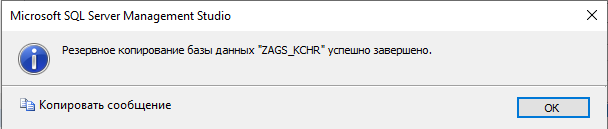 Microsoft SQL Server Management Studio
Резервное копирование базы данных "ZAGS_KCHR" успешно завершено.
Копировать сообщение
OK